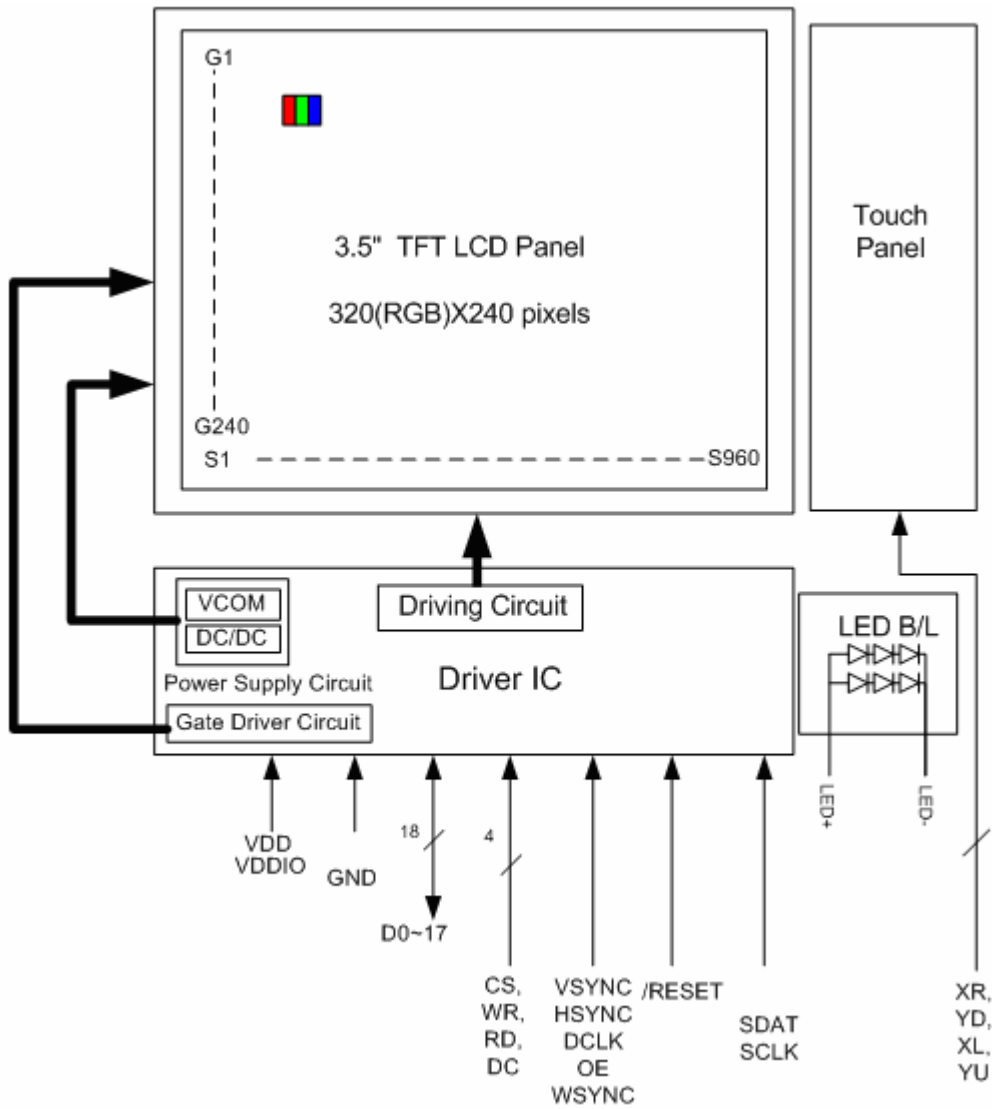 G1
3.5" TFT LCD Panel
320(RGB)X240 pixels
G240
S1
S960
Touch
Panel
VCOM
DC/DC
Power Supply Circuit
Gate Driver Circuit
Driving Circuit
Driver IC
LED B/L
LED+
LED-
VDD
VDDIO
GND
18
D0~17
4
CS,
WR,
RD,
DC
VSYNC
HSYNC
DCLK
OE
WSYNC
/RESET
SDAT
SCLK
XR,
YD,
XL,
YU